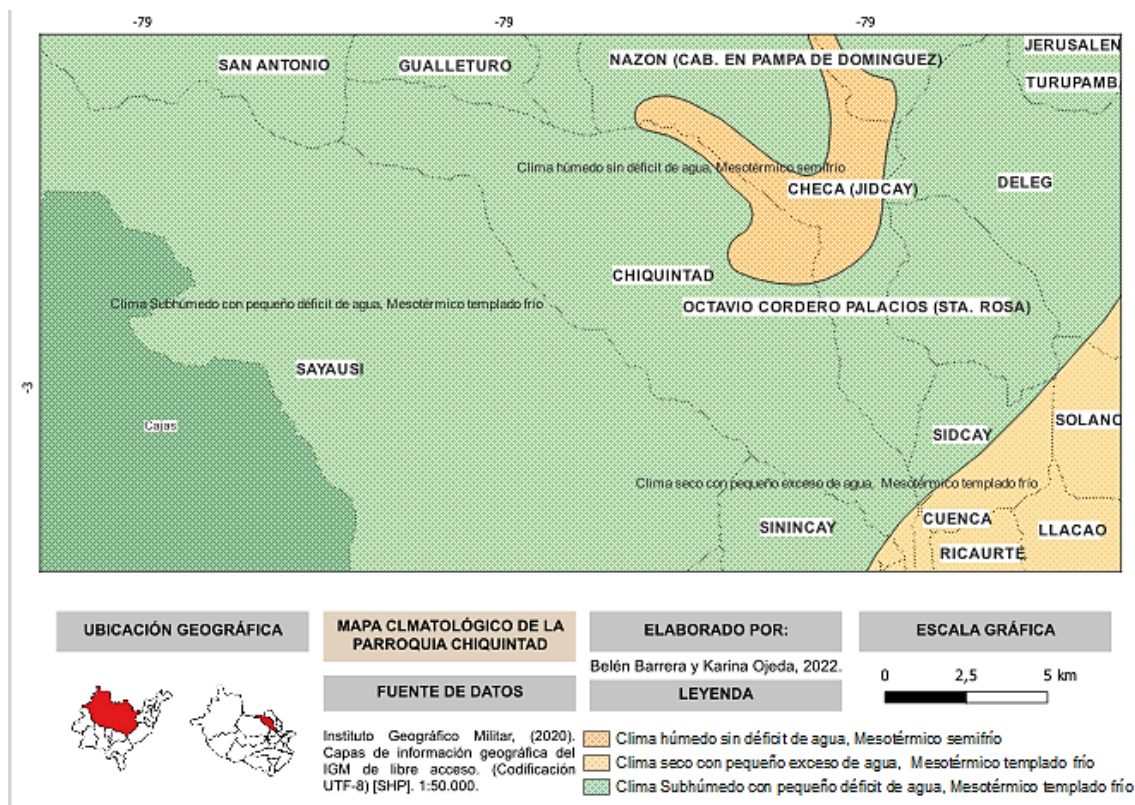 -79 -79 -79
JERUSALEN
SAN ANTONIO GUALLETURO NAZON (CAB. EN PAMPA DE DOMINGUEZ)
TURUPAMB
Clima húmedo sin déficit de agua, Mesotérmico semifrío
CHECA (JIDCAY) DELEG
CHIQUINTAD
Clima Subhúmedo con pequeño déficit de agua, Mesotérmico templado frío
OCTAVIO CORDERO PALACIOS (STA. ROSA)
SAYAUSI
-3
Cajas SOLANO
SIDCAY
Clima seco con pequeño exceso de agua, Mesotérmico templado frío
SININCAY CUENCA LLACAO
RICAURTE
UBICACIÓN GEOGRÁFICA
MAPA CLMATOLÓGICO DE LA
PARROQUIA CHIQUINTAD
FUENTE DE DATOS
Instituto Geográfico Militar, (2020).
Capas de información geográfica del
IGM de libre acceso. (Codificación
UTF-8) [SHP]. 1:50.000.
ELABORADO POR:
Belén Barrera y Karina Ojeda, 2022.
LEYENDA
ESCALA GRÁFICA
0 2,5 5 km
Clima húmedo sin déficit de agua, Mesotérmico semifrío
Clima seco con pequeño exceso de agua, Mesotérmico templado frío
Clima Subhúmedo con pequeño déficit de agua, Mesotérmico templado frío